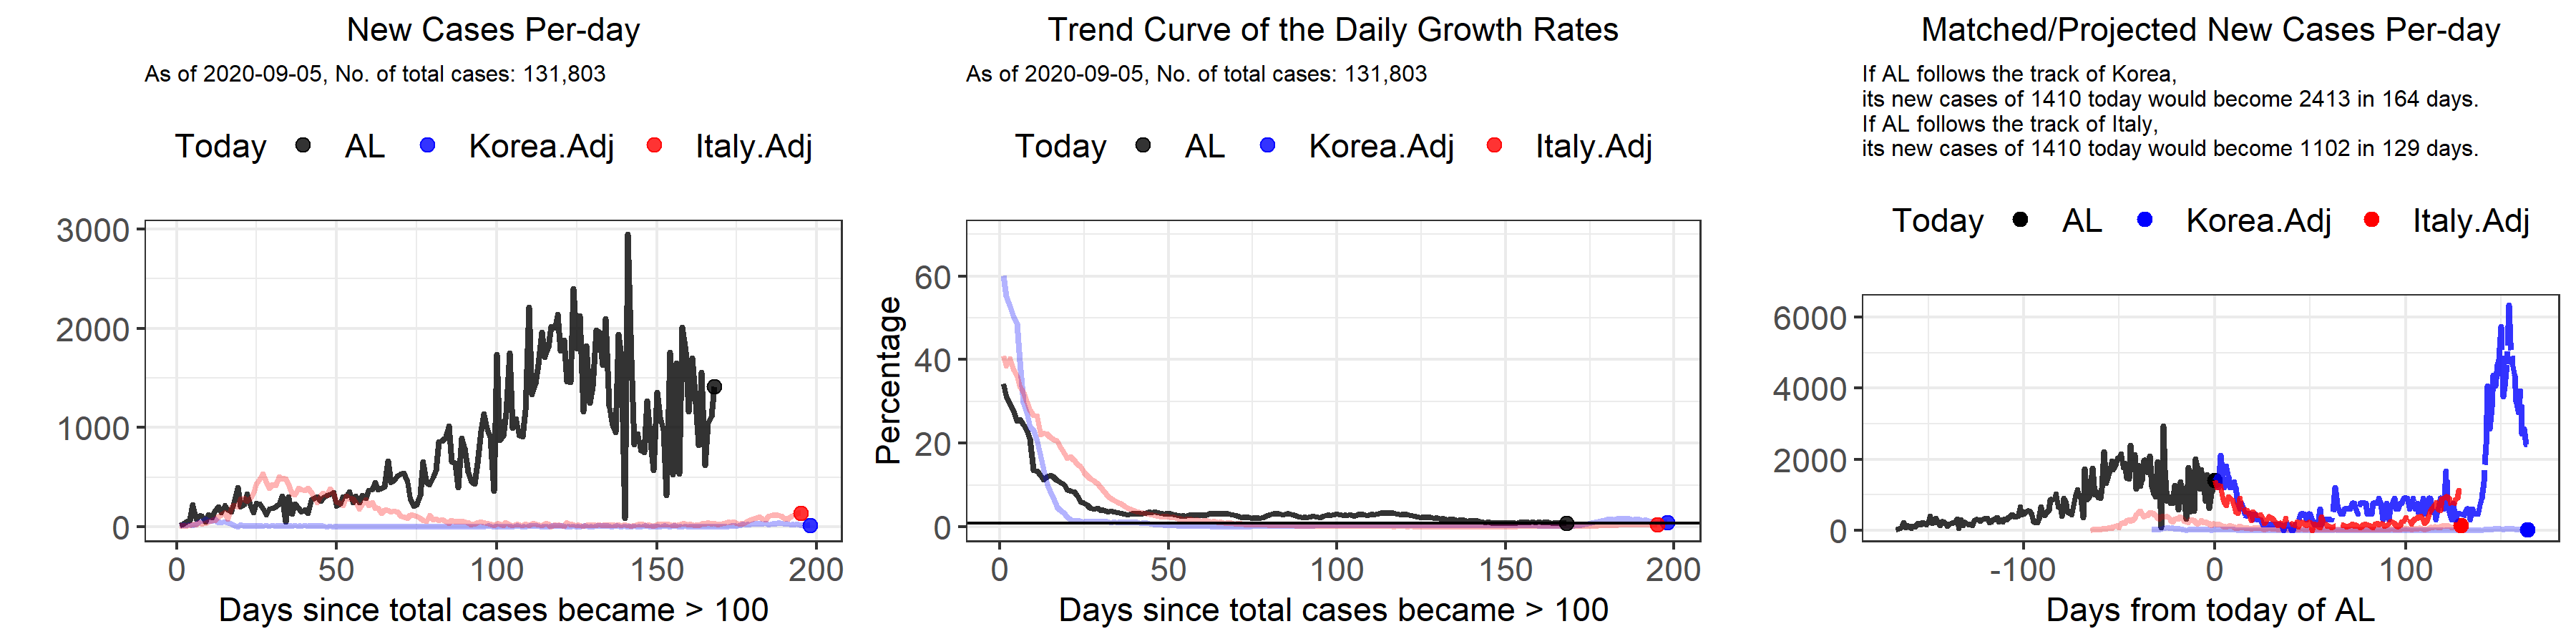 New Cases Per-day
As of 2020-09-05, No. of total cases: 131,803
Today AL Korea.Adj Italy.Adj
3000
2000
1000
0
0 50 100 150 200
Days since total cases became > 100
Trend Curve of the Daily Growth Rates
As of 2020-09-05, No. of total cases: 131,803
Today AL Korea.Adj Italy.Adj
Percentage
60
40
20
0
0 50 100 150 200
Days since total cases became > 100
Matched/Projected New Cases Per-day
If AL follows the track of Korea,
its new cases of 1410 today would become 2413 in 164 days.
If AL follows the track of Italy,
its new cases of 1410 today would become 1102 in 129 days.
Today AL Korea.Adj Italy.Adj
6000
4000
2000
0
-100 0 100
Days from today of AL